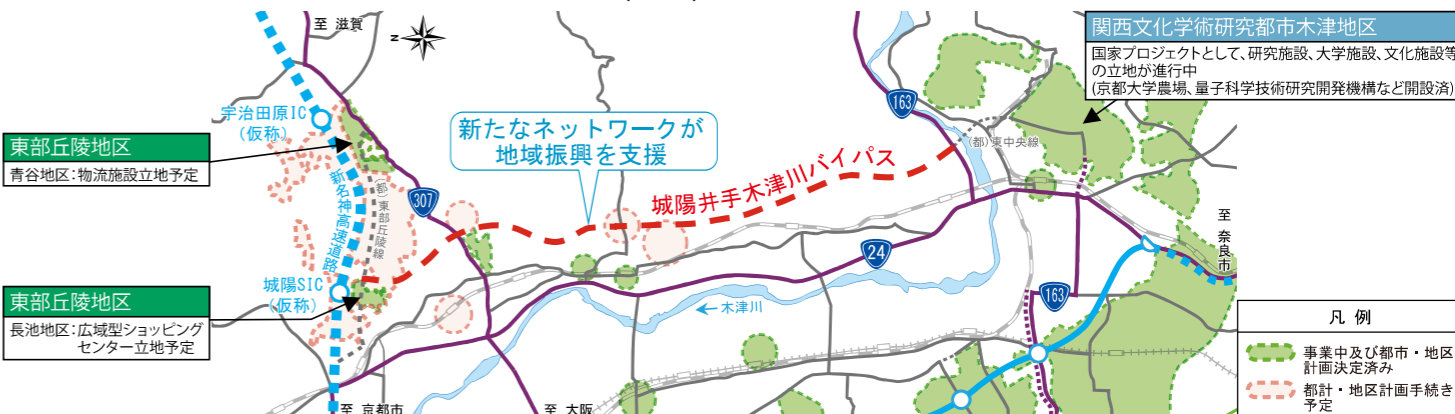 至 滋賀
N
宇治田原IC
(仮称)
東部丘陵地区
青谷地区:物流施設立地予定
新名神高速道路
(都)東部丘陵線
307
新たなネットワークが
地域振興を支援
城陽井手木津川バイパス
163
(都)東中央線
関西文化学術研究都市木津地区
国家プロジェクトとして、研究施設、大学施設、文化施設等
の立地が進行中
(京都大学農場、量子科学技術研究開発機構など開設済)
至 奈良市
24
163
←木津川
城陽SIC
(仮称)
東部丘陵地区
長池地区:広域型ショッピング
センター立地予定
至 京都市
至 大阪
凡 例
事業中及び都市・地区
計画決定済み
都計・地区計画手続き
予定